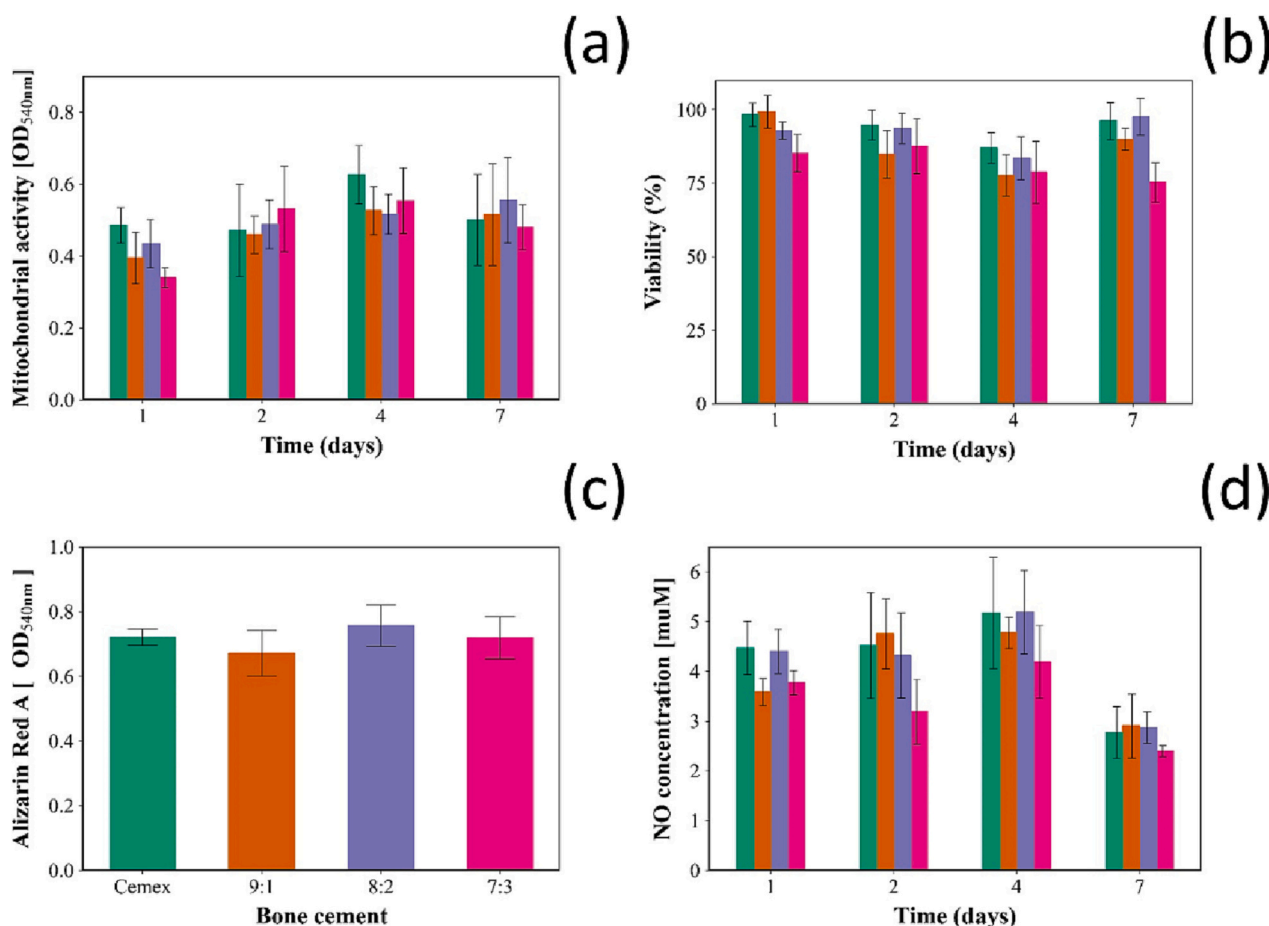 (a)
Mitochondrial activity [OD540nm]
0.8
0.6
0.4
0.2
0.0
1 2 4 7
Time (days)
(b)
Viability (%)
100
75
50
25
0
1 2 4 7
Time (days)
(c)
Alizarin Red A [ OD540nm ]
1.0
0.8
0.6
0.4
0.2
0.0
Cemex 9:1 8:2 7:3
Bone cement
(d)
NO concentration [muM]
6
5
4
3
2
1
0
1 2 4 7
Time (days)